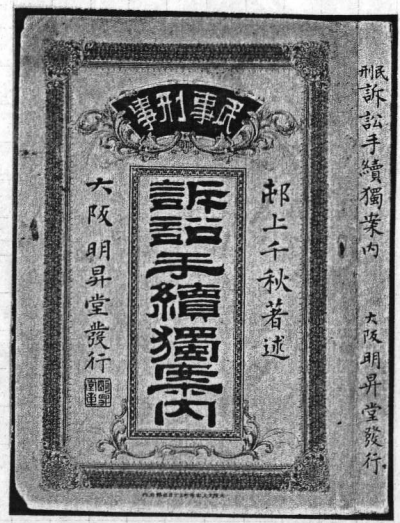 民刑訴訟手續獨案内
大阪明昇堂發行
民事刑事
邨上千秋著述
訴訟手續獨案内
大阪明昇堂發行